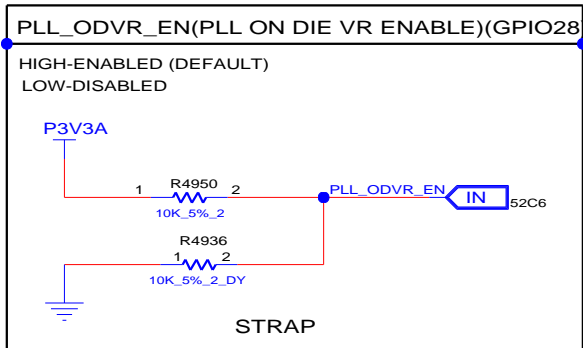 PLL_ODVR_EN(PLL ON DIE VR ENABLE)(GPIO28)
HIGH-ENABLED (DEFAULT)
LOW-DISABLED
P3V3A
R4950
1 2
10K_5%_2
PLL_ODVR_EN
IN
52C6
R4936
1 2
10K_5%_2_DY
STRAP